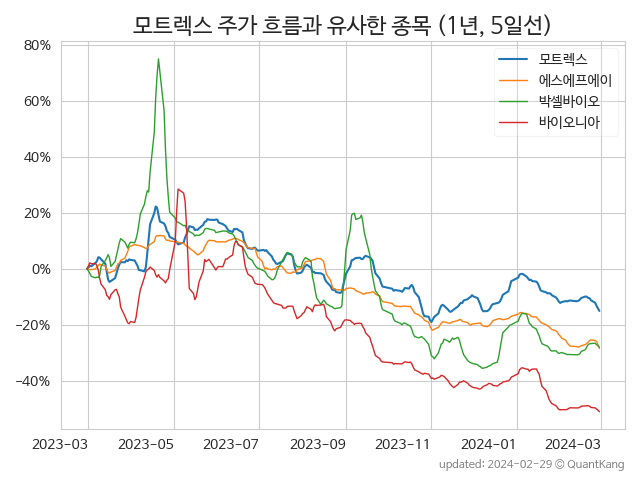 모트렉스 주가 흐름과 유사한 종목 (1년, 5일선)
80%
60%
40%
20%
0%
−20%
−40%
모트렉스
에스에프에이
박셀바이오
바이오니아
2023-03
2023-05
2023-07
2023-09
2023-11
2024-01
2024-03
updated: 2024-02-29 © QuantKang